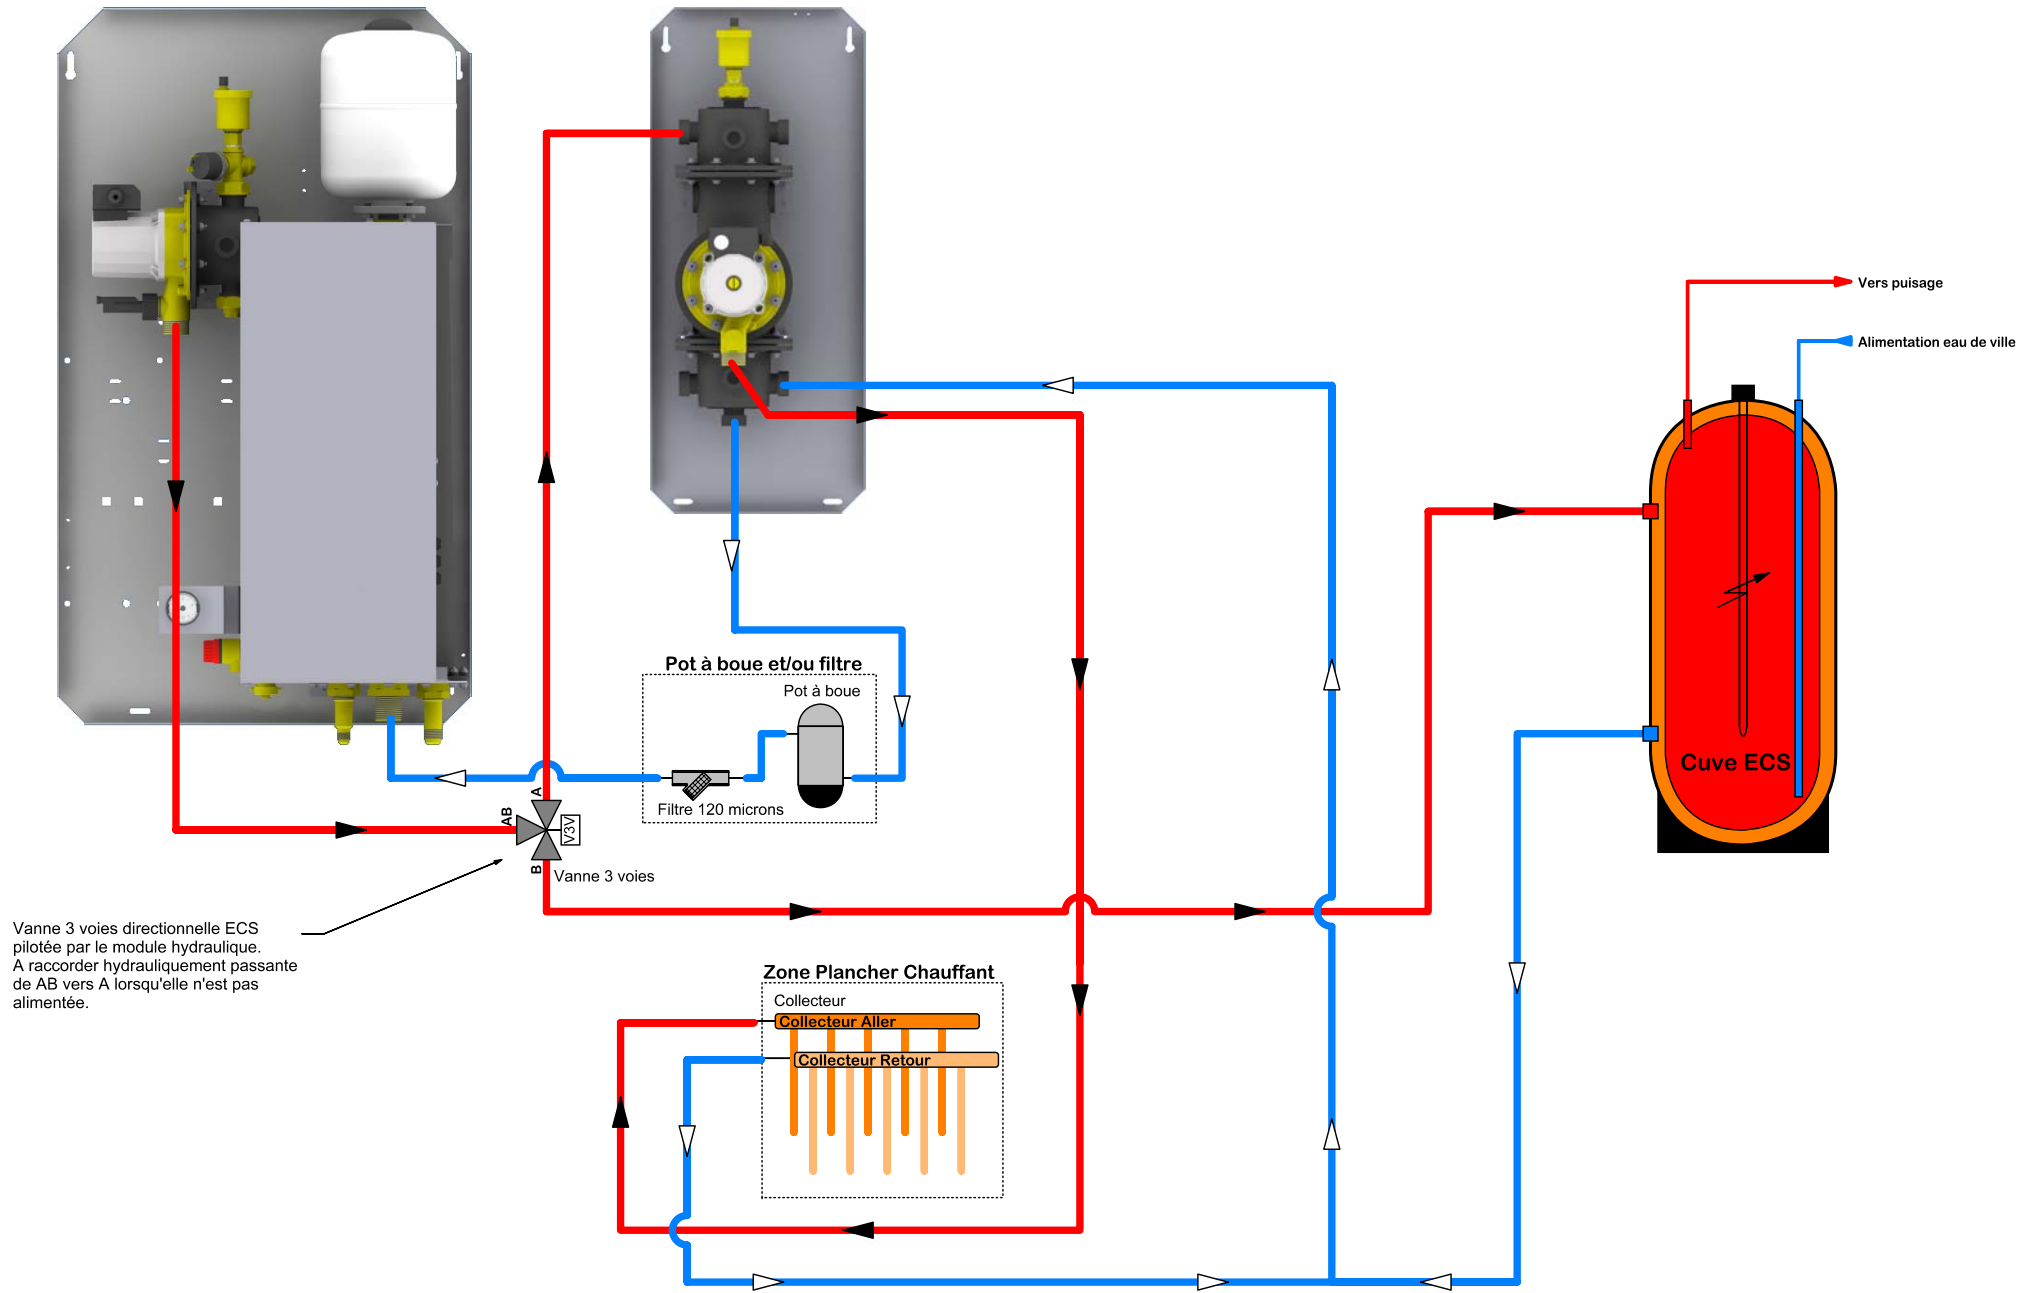 Vers puisage
Alimentation eau de ville
Pot à boue et/ou filtre
Pot à boue
Filtre 120 microns
A
AB
V3V
B
Vanne 3 voies
Cuve ECS
Vanne 3 voies directionnelle ECS
pilotée par le module hydraulique.
A raccorder hydrauliquement passante
de AB vers A lorsqu'elle n'est pas
alimentée.
Zone Plancher Chauffant
Collecteur
Collecteur Aller
Collecteur Retour